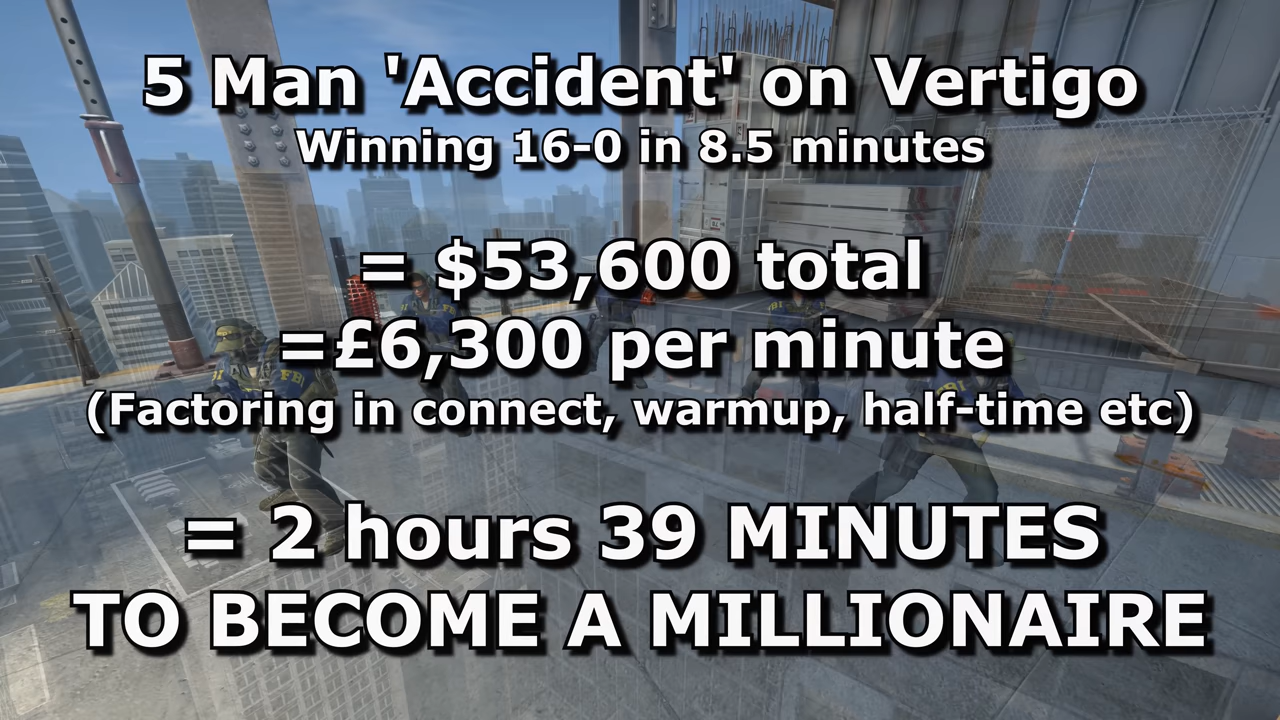 5 Man 'Accident' on Vertigo
Winning 16-0 in 8.5 minutes
= $53,600 total
=£6,300 per minute
(Factoring in connect, warmup, half-time etc)
= 2 hours 39 MINUTES
TO BECOME A MILLIONAIRE